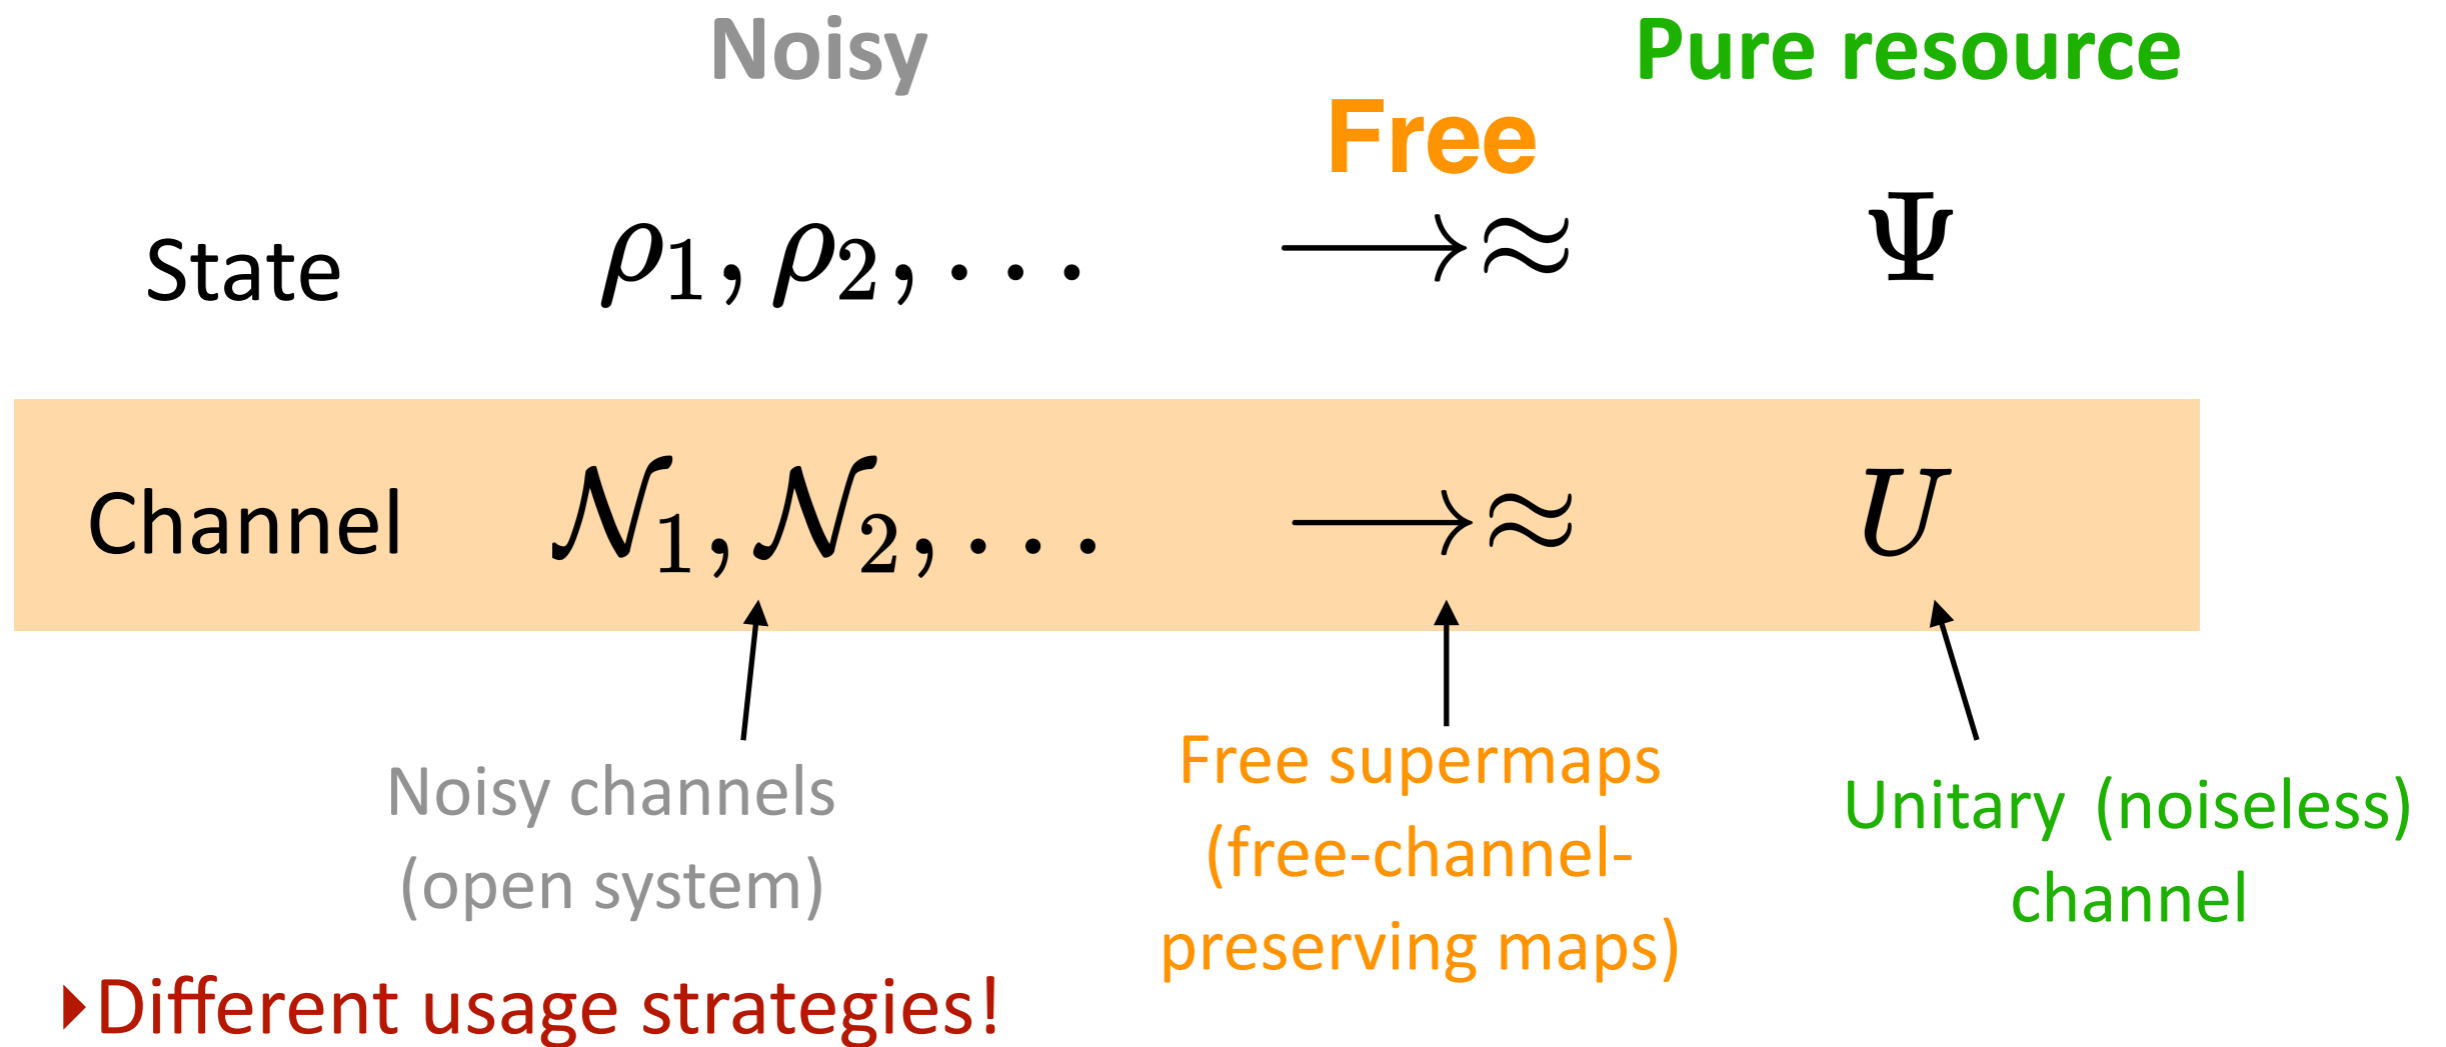 Noisy Pure resource
Free
State ρ₁, ρ₂, … ⟶≈ Ψ
Channel 𝒩₁, 𝒩₂, … ⟶≈ U
Noisy channels
(open system)
Free supermaps
(free-channel-
preserving maps)
Unitary (noiseless)
channel
▸Different usage strategies!